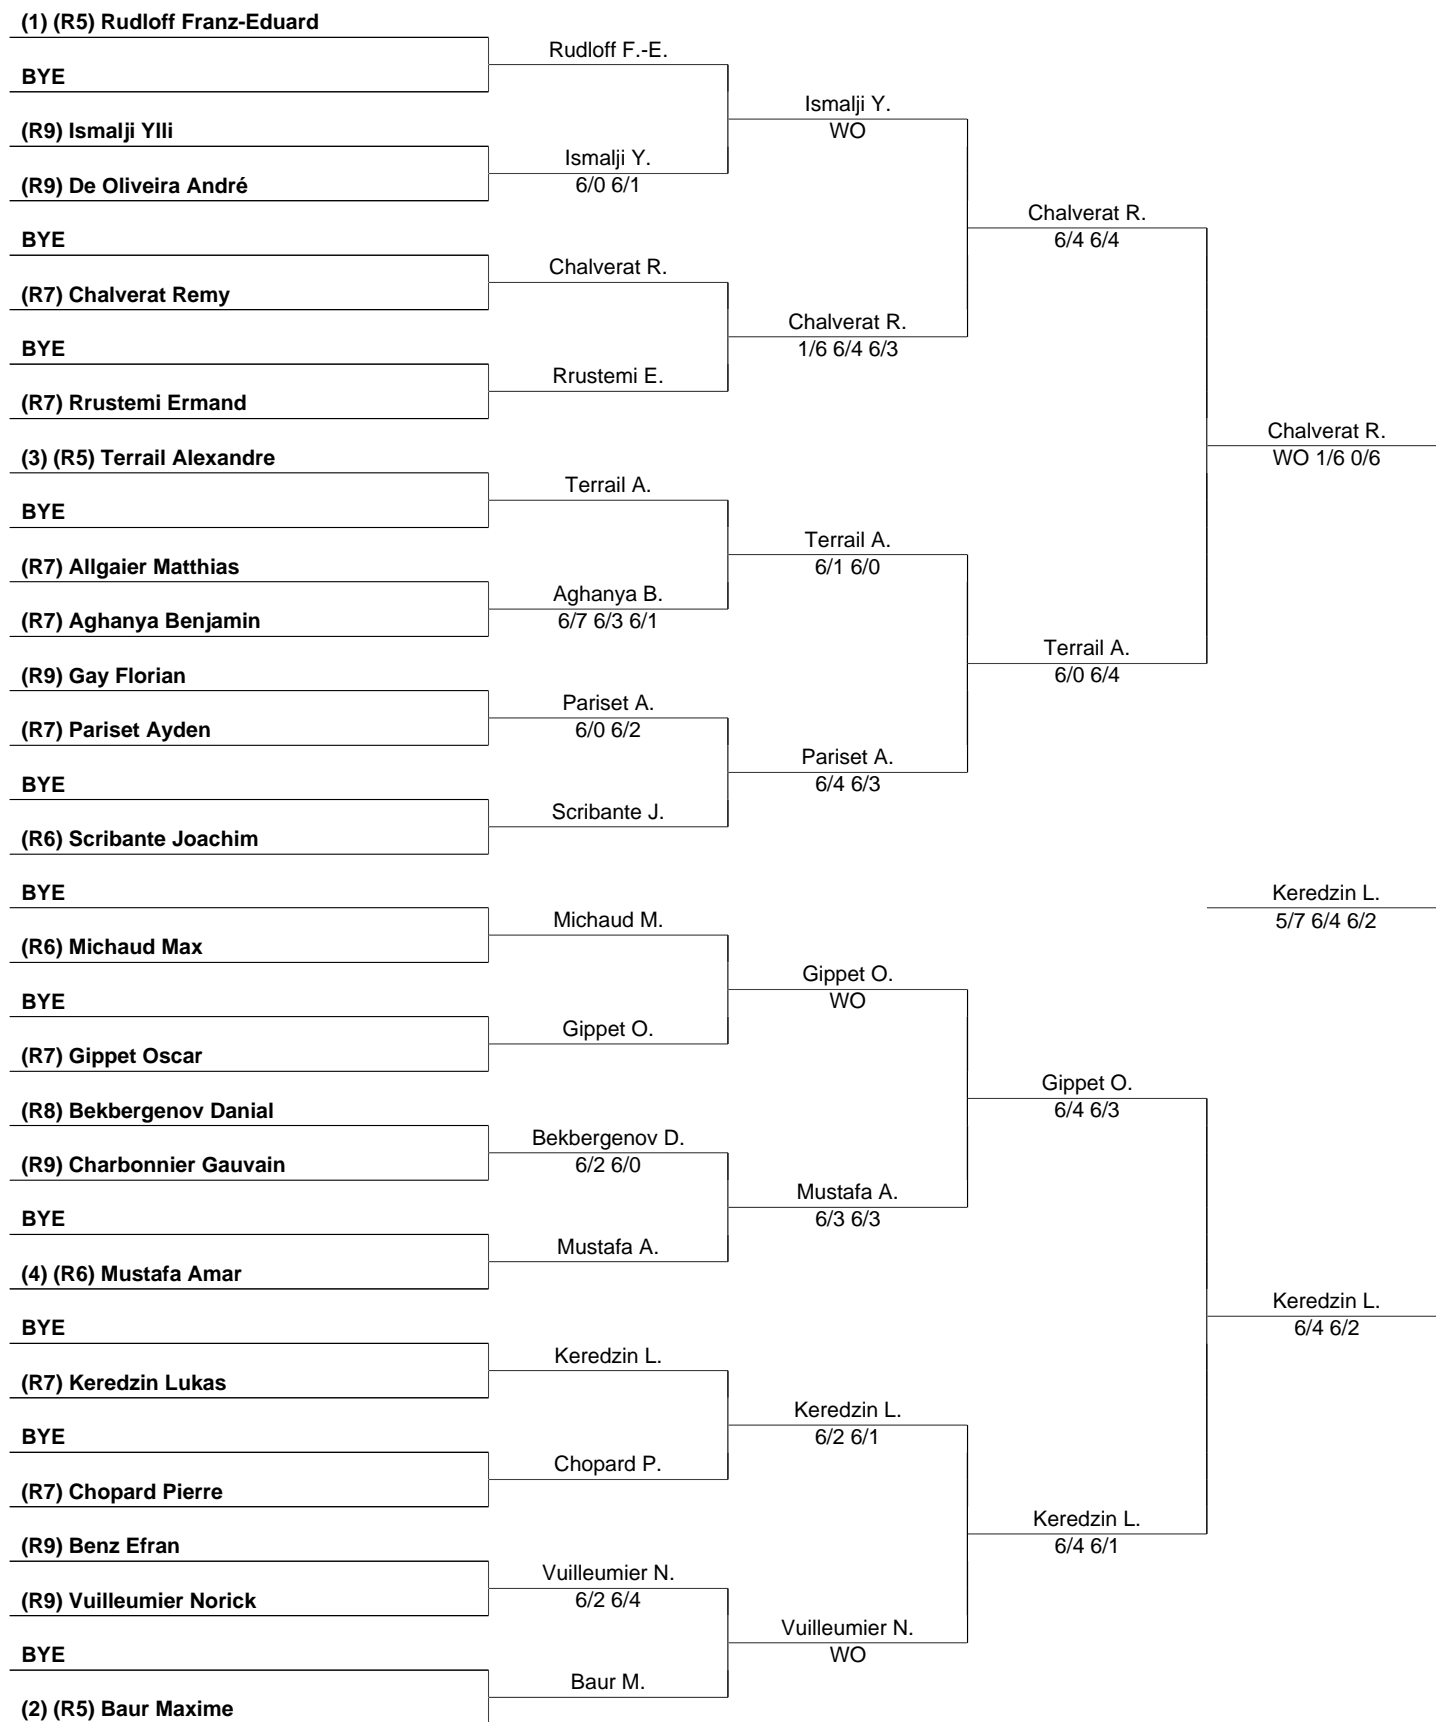 (1) (R5) Rudloff Franz-Eduard
BYE
(R9) Ismalji Ylli
(R9) De Oliveira André
BYE
(R7) Chalverat Remy
BYE
(R7) Rrustemi Ermand
(3) (R5) Terrail Alexandre
BYE
(R7) Allgaier Matthias
(R7) Aghanya Benjamin
(R9) Gay Florian
(R7) Pariset Ayden
BYE
(R6) Scribante Joachim
BYE
(R6) Michaud Max
BYE
(R7) Gippet Oscar
(R8) Bekbergenov Danial
(R9) Charbonnier Gauvain
BYE
(4) (R6) Mustafa Amar
BYE
(R7) Keredzin Lukas
BYE
(R7) Chopard Pierre
(R9) Benz Efran
(R9) Vuilleumier Norick
BYE
(2) (R5) Baur Maxime
Rudloff F.-E.
Ismalji Y.
6/0 6/1
Chalverat R.
Rrustemi E.
Terrail A.
Aghanya B.
6/7 6/3 6/1
Pariset A.
6/0 6/2
Scribante J.
Michaud M.
Gippet O.
Bekbergenov D.
6/2 6/0
Mustafa A.
Keredzin L.
Chopard P.
Vuilleumier N.
6/2 6/4
Baur M.
Ismalji Y.
WO
Chalverat R.
1/6 6/4 6/3
Terrail A.
6/1 6/0
Pariset A.
6/4 6/3
Gippet O.
WO
Mustafa A.
6/3 6/3
Keredzin L.
6/2 6/1
Vuilleumier N.
WO
Chalverat R.
6/4 6/4
Terrail A.
6/0 6/4
Gippet O.
6/4 6/3
Keredzin L.
6/4 6/1
Chalverat R.
WO 1/6 0/6
Keredzin L.
5/7 6/4 6/2
Keredzin L.
6/4 6/2